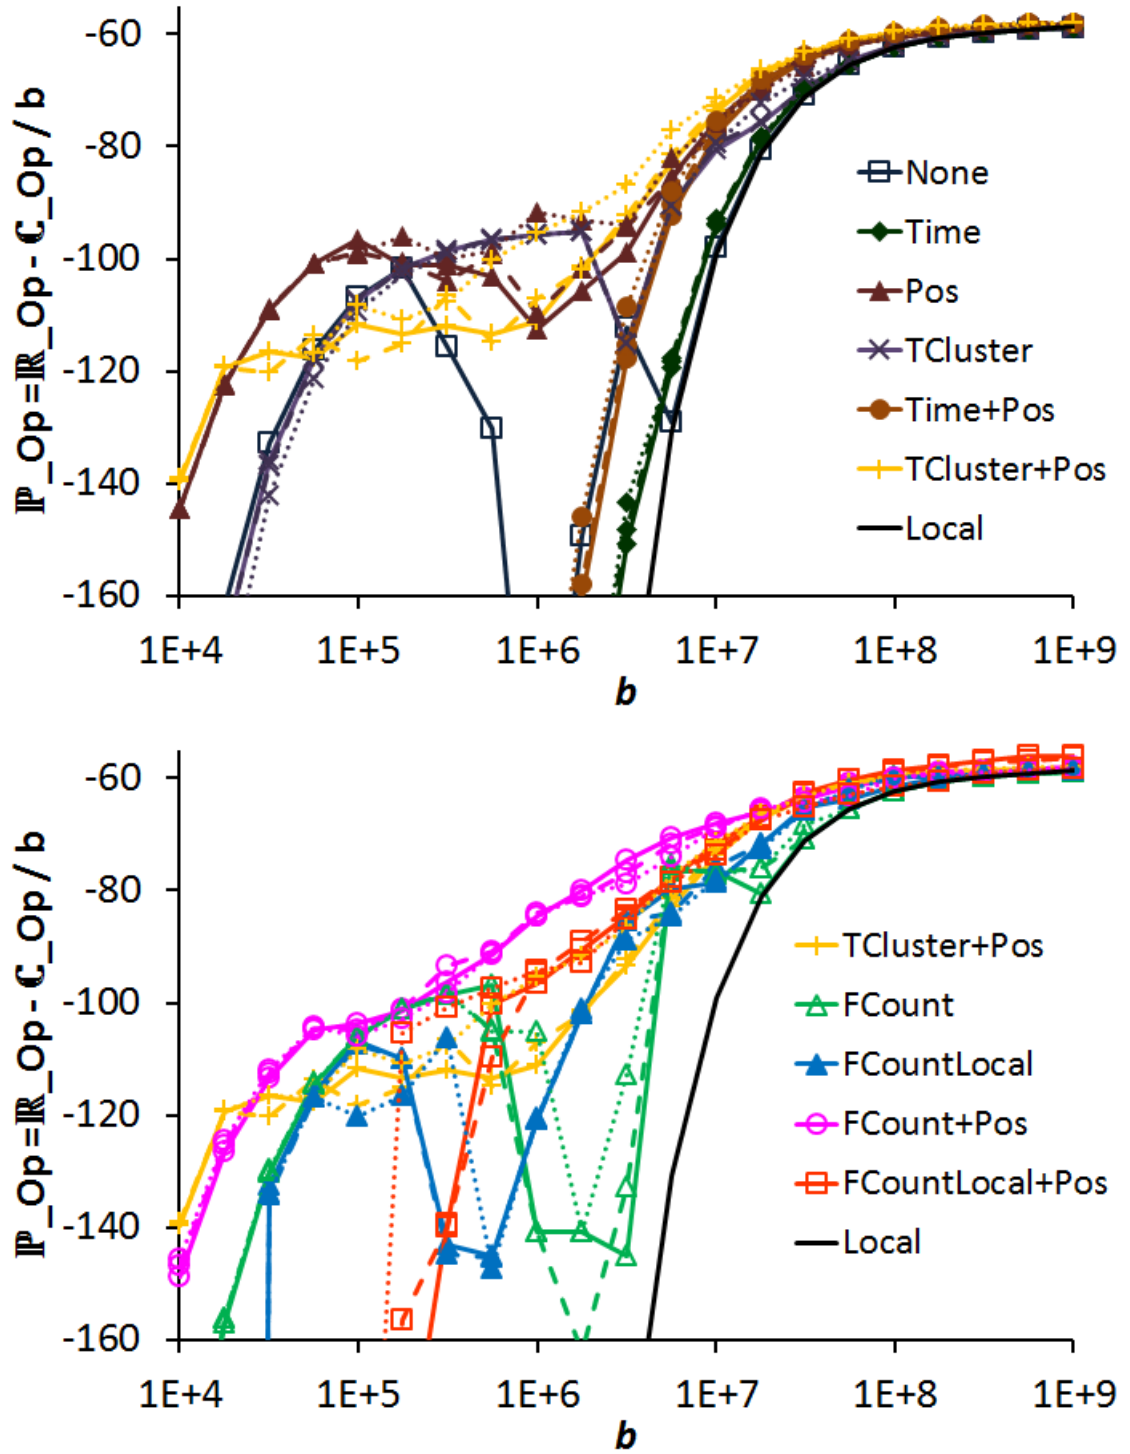 ℙ_Op=ℝ_Op - ℂ_Op / b
-60
-80
-100
-120
-140
-160
None
Time
Pos
TCluster
Time+Pos
TCluster+Pos
Local
1E+4 1E+5 1E+6 1E+7 1E+8 1E+9
b
ℙ_Op=ℝ_Op - ℂ_Op / b
-60
-80
-100
-120
-140
-160
TCluster+Pos
FCount
FCountLocal
FCount+Pos
FCountLocal+Pos
Local
1E+4 1E+5 1E+6 1E+7 1E+8 1E+9
b